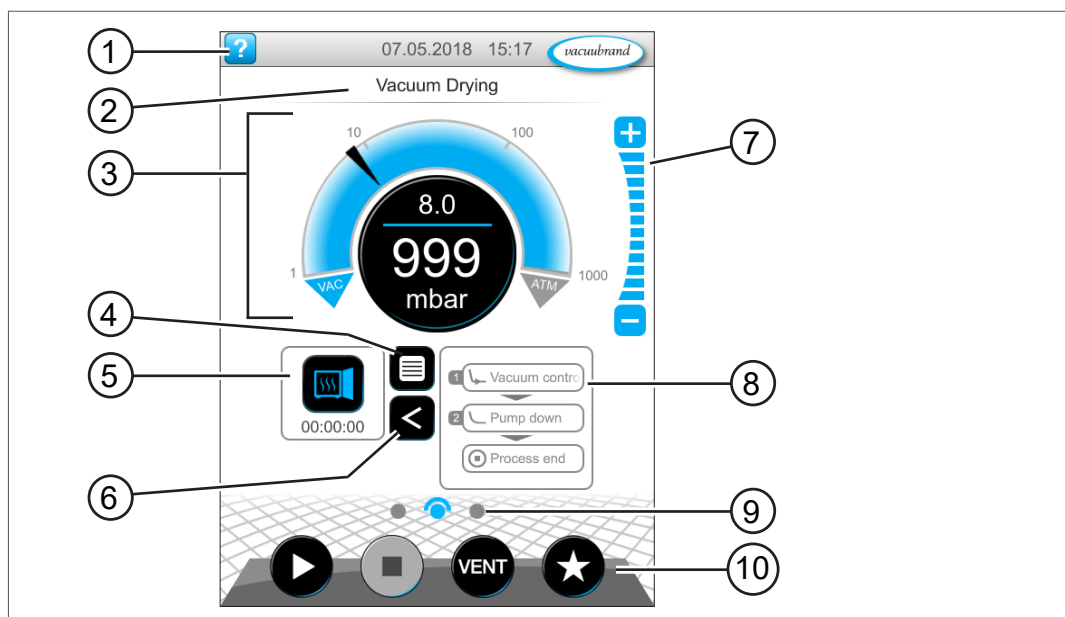 1
? 07.05.2018 15:17 vacuubrand
2
Vacuum Drying
3
10 100
7
8.0
999
mbar
1 1000
VAC ATM
4
5
00:00:00
<
1 Vacuum contro
2 Pump down
Process end
8
6
9
VENT
10